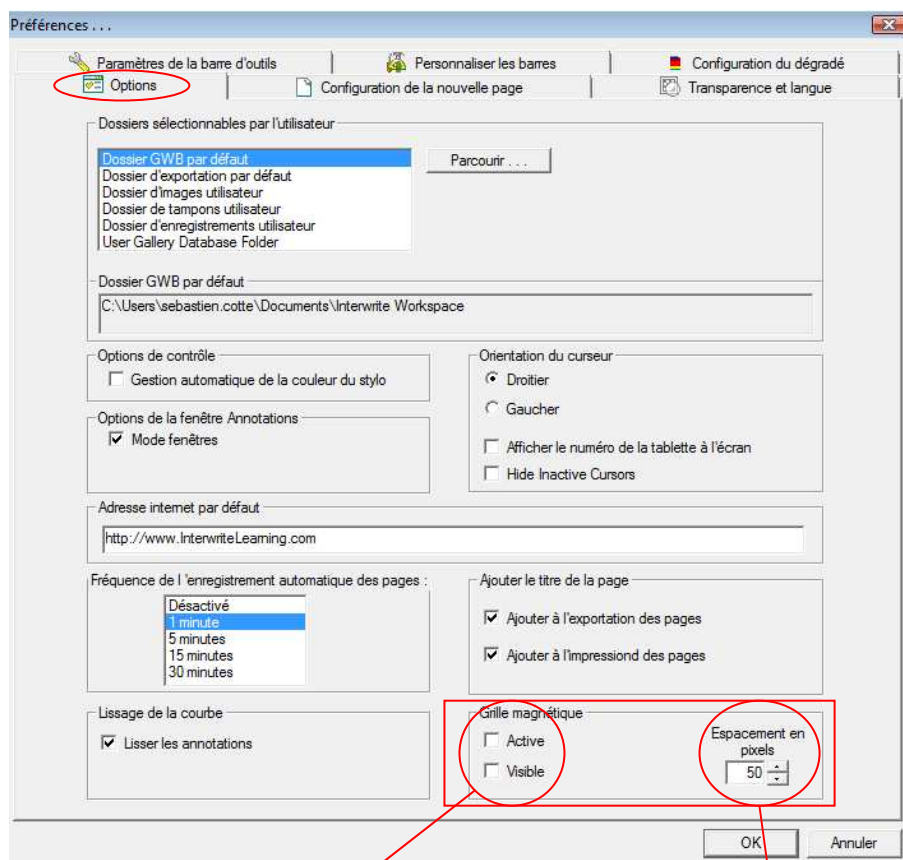 Préférences . . .
Paramètres de la barre d'outils
Personnaliser les barres
Configuration du dégradé
Options
Configuration de la nouvelle page
Transparence et langue
Dossiers sélectionnables par l'utilisateur
Dossier GWB par défaut
Parcourir . . .
Dossier d'exportation par défaut
Dossier d'images utilisateur
Dossier de tampons utilisateur
Dossier d'enregistrements utilisateur
User Gallery Database Folder
Dossier GWB par défaut
C:\Users\sebastien.cotte\Documents\Interwrite Workspace
Options de contrôle
Gestion automatique de la couleur du stylo
Options de la fenêtre Annotations
Mode fenêtres
Orientation du curseur
Droitier
Gaucher
Afficher le numéro de la tablette à l'écran
Hide Inactive Cursors
Adresse internet par défaut
http://www.InterwriteLearning.com
Fréquence de l 'enregistrement automatique des pages :
Désactivé
1 minute
5 minutes
15 minutes
30 minutes
Ajouter le titre de la page
Ajouter à l'exportation des pages
Ajouter à l'impressiond des pages
Lissage de la courbe
Lisser les annotations
Grille magnétique
Active
Visible
Espacement en
pixels
50
OK
Annuler